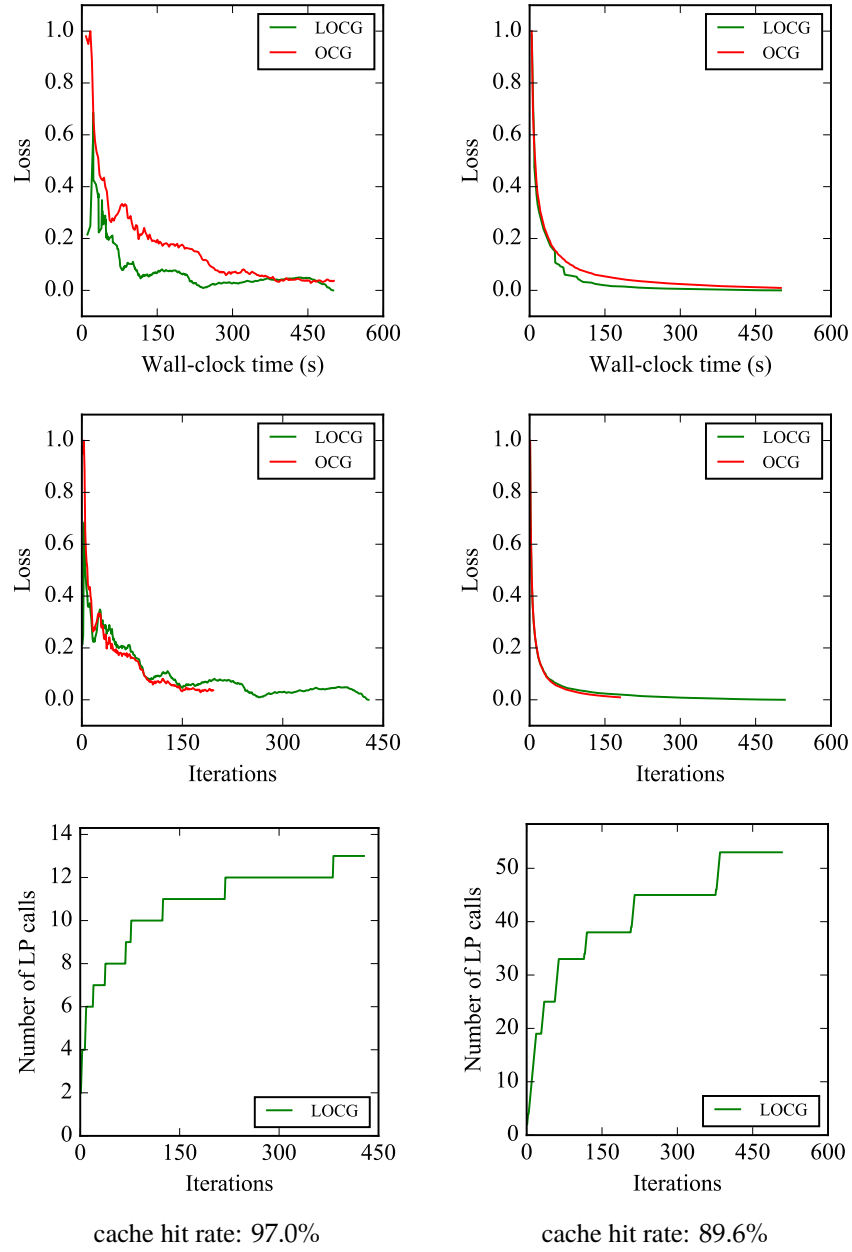 LOCG
OCG
1.0
0.8
0.6
0.4
0.2
0.0
Loss
0 150 300 450 600
Wall-clock time (s)
LOCG
OCG
1.0
0.8
0.6
0.4
0.2
0.0
Loss
0 150 300 450 600
Wall-clock time (s)
LOCG
OCG
1.0
0.8
0.6
0.4
0.2
0.0
Loss
0 150 300 450
Iterations
LOCG
OCG
1.0
0.8
0.6
0.4
0.2
0.0
Loss
0 150 300 450 600
Iterations
14
12
10
8
6
4
2
0
Number of LP calls
LOCG
0 150 300 450
Iterations
50
40
30
20
10
0
Number of LP calls
LOCG
0 150 300 450 600
Iterations
cache hit rate: 97.0%
cache hit rate: 89.6%